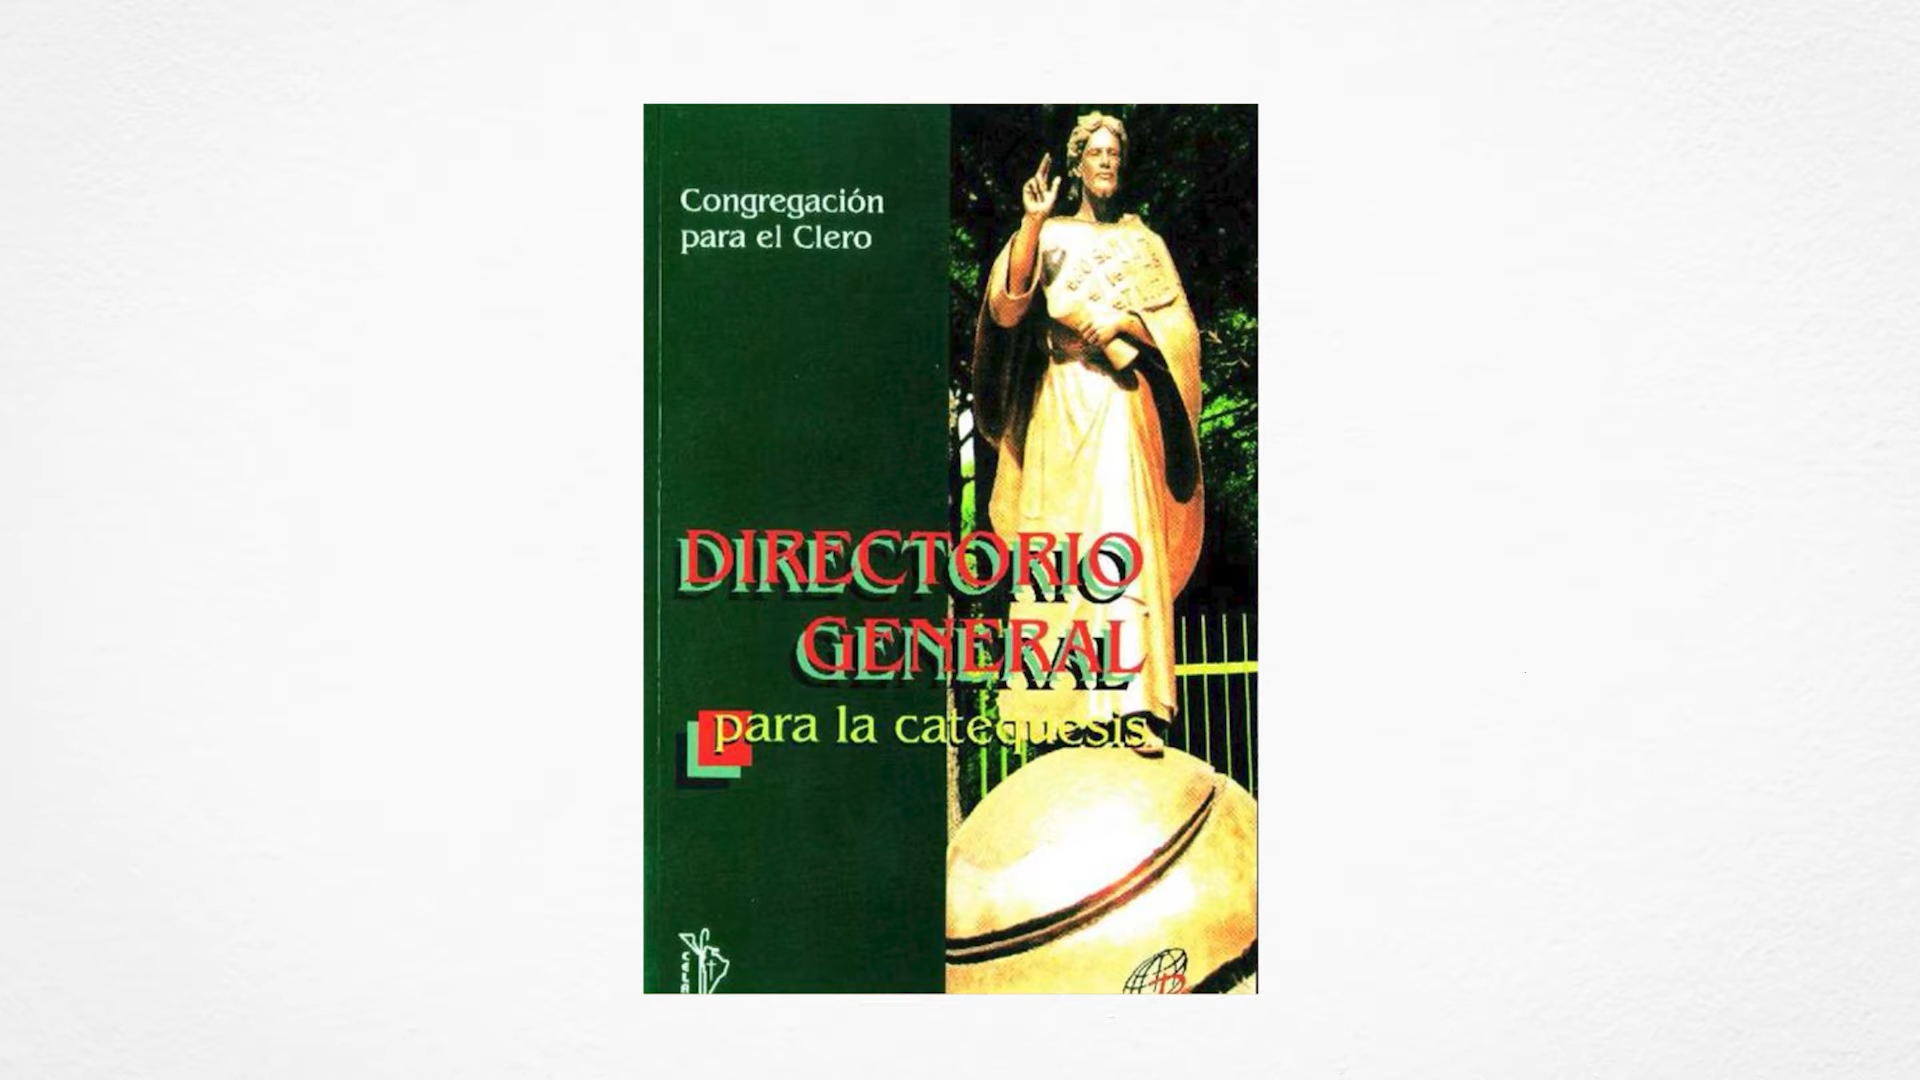 Congregación
para el Clero
DIRECTORIO
GENERAL
para la catequesis